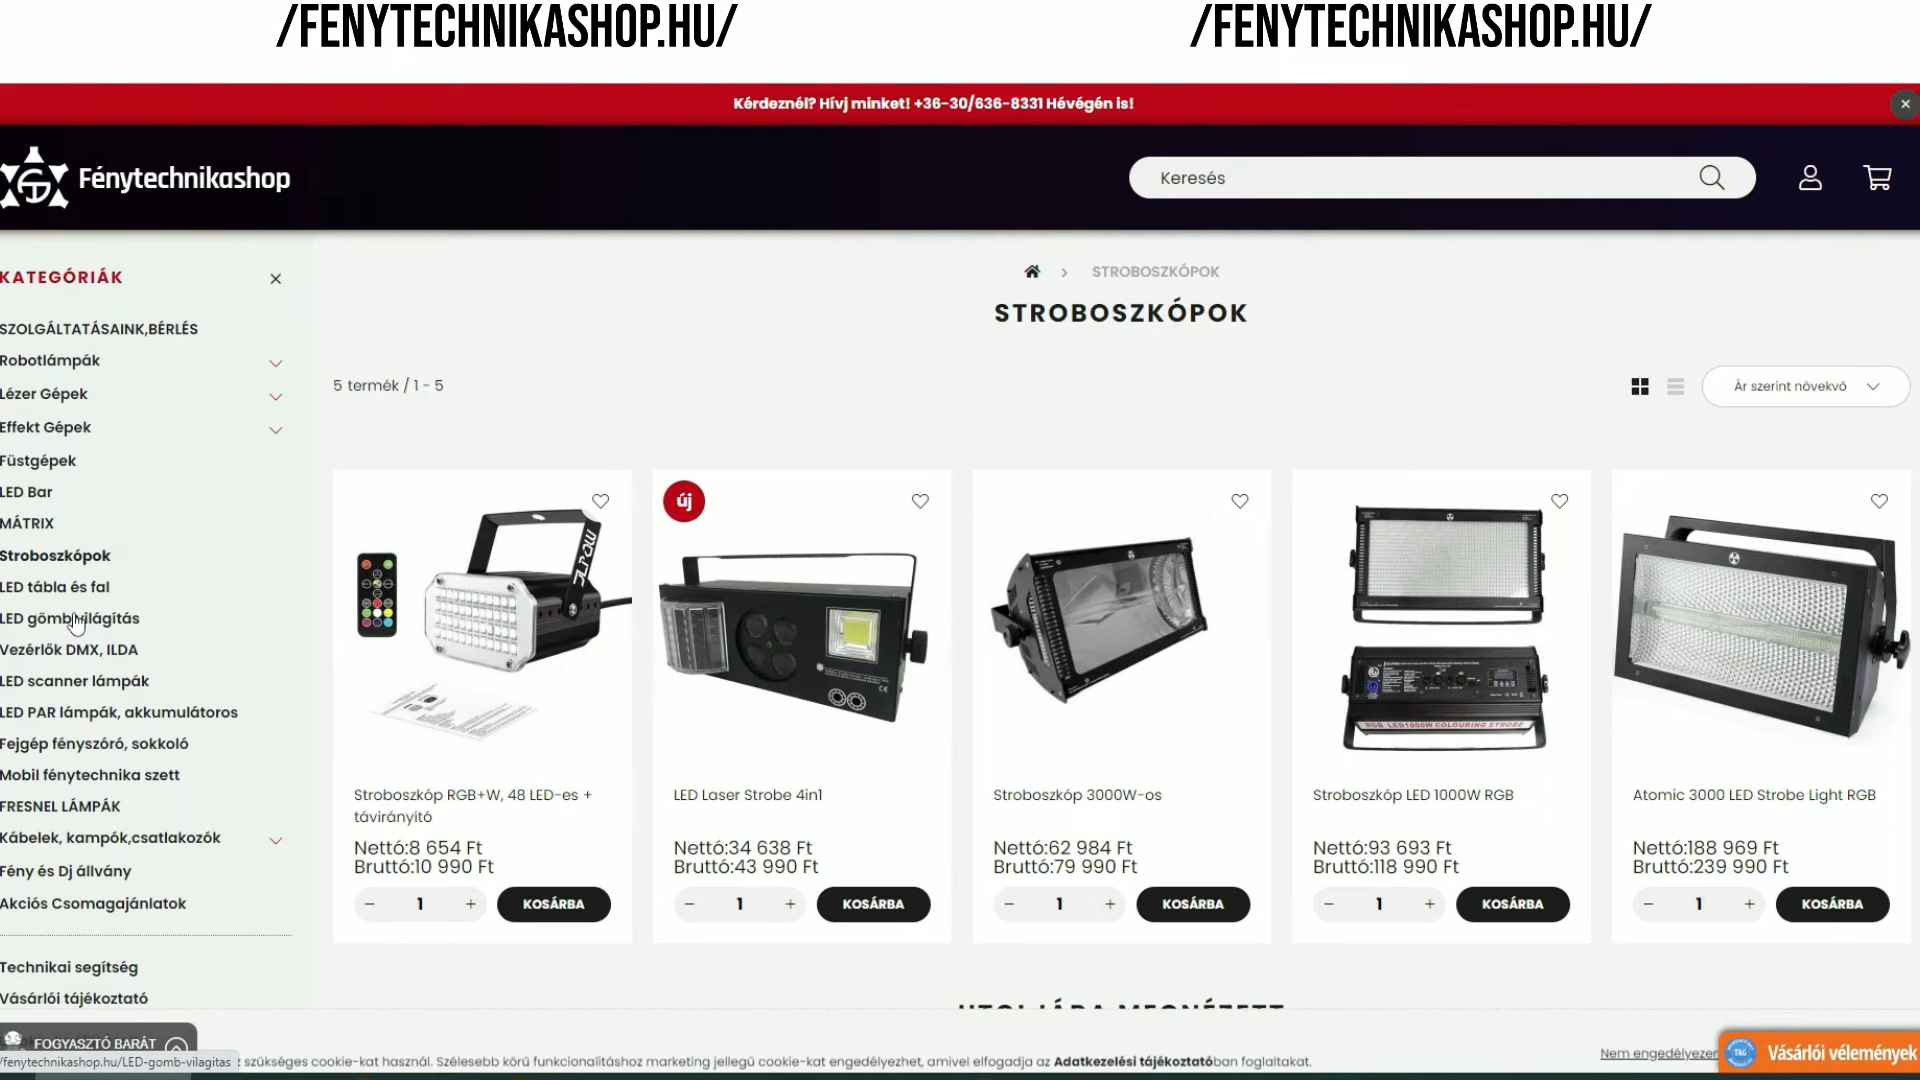 /FENYTECHNIKASHOP.HU/
/FENYTECHNIKASHOP.HU/
Kérdeznél? Hívj minket! +36-30/636-8331 Hévégén is!
Fénytechnikashop
Keresés
KATEGÓRIÁK
SZOLGÁLTATÁSAINK,BÉRLÉS
Robotlámpák
Lézer Gépek
Effekt Gépek
Füstgépek
LED Bar
MÁTRIX
Stroboszkópok
LED tábla és fal
LED gömb világítás
Vezérlők DMX, ILDA
LED scanner lámpák
LED PAR lámpák, akkumulátoros
Fejgép fényszóró, sokkoló
Mobil fénytechnika szett
FRESNEL LÁMPÁK
Kábelek, kampók,csatlakozók
Fény és Dj állvány
Akciós Csomagajánlatok
Technikai segítség
Vásárlói tájékoztató
STROBOSZKÓPOK
STROBOSZKÓPOK
5 termék / 1 - 5
Ár szerint növekvő
Stroboszkóp RGB+W, 48 LED-es +
távirányító
Nettó:8 654 Ft
Bruttó:10 990 Ft
1
KOSÁRBA
új
LED Laser Strobe 4in1
Nettó:34 638 Ft
Bruttó:43 990 Ft
1
KOSÁRBA
Stroboszkóp 3000W-os
Nettó:62 984 Ft
Bruttó:79 990 Ft
1
KOSÁRBA
RGB LED1000W COLOURING STROBE
Stroboszkóp LED 1000W RGB
Nettó:93 693 Ft
Bruttó:118 990 Ft
1
KOSÁRBA
Atomic 3000 LED Strobe Light RGB
Nettó:188 969 Ft
Bruttó:239 990 Ft
1
KOSÁRBA
UTOLJÁRA MEGNÉZETT
FOGYASZTÓ BARÁT
/fenytechnikashop.hu/LED-gomb-vilagitas
szükséges cookie-kat használ. Szélesebb körű funkcionalitáshoz marketing jellegű cookie-kat engedélyezhet, amivel elfogadja az Adatkezelési tájékoztatóban foglaltakat.
Nem engedélyezem
Vásárlói vélemények